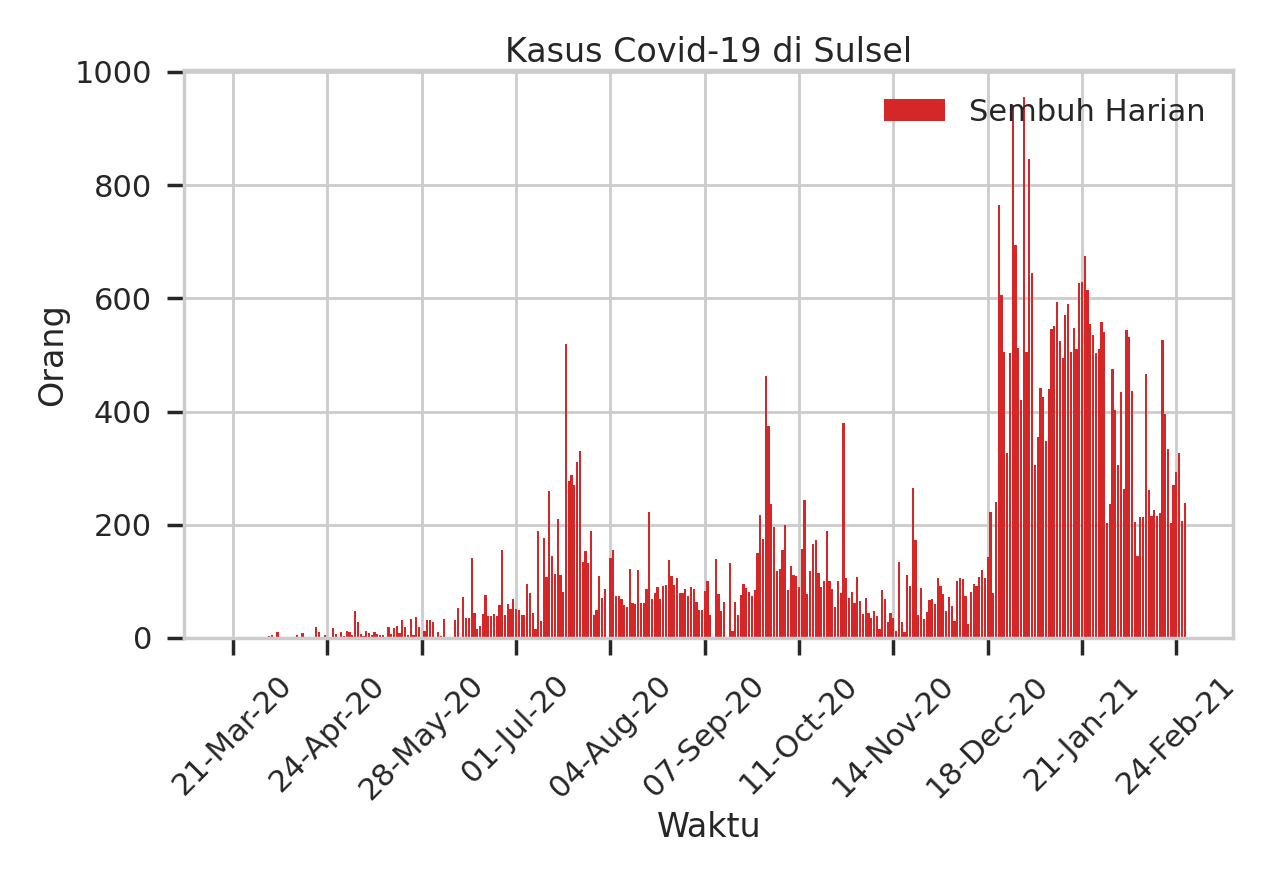 Kasus Covid-19 di Sulsel
Sembuh Harian
Orang
1000
800
600
400
200
0
21-Mar-20
24-Apr-20
28-May-20
01-Jul-20
04-Aug-20
07-Sep-20
11-Oct-20
14-Nov-20
18-Dec-20
21-Jan-21
24-Feb-21
Waktu